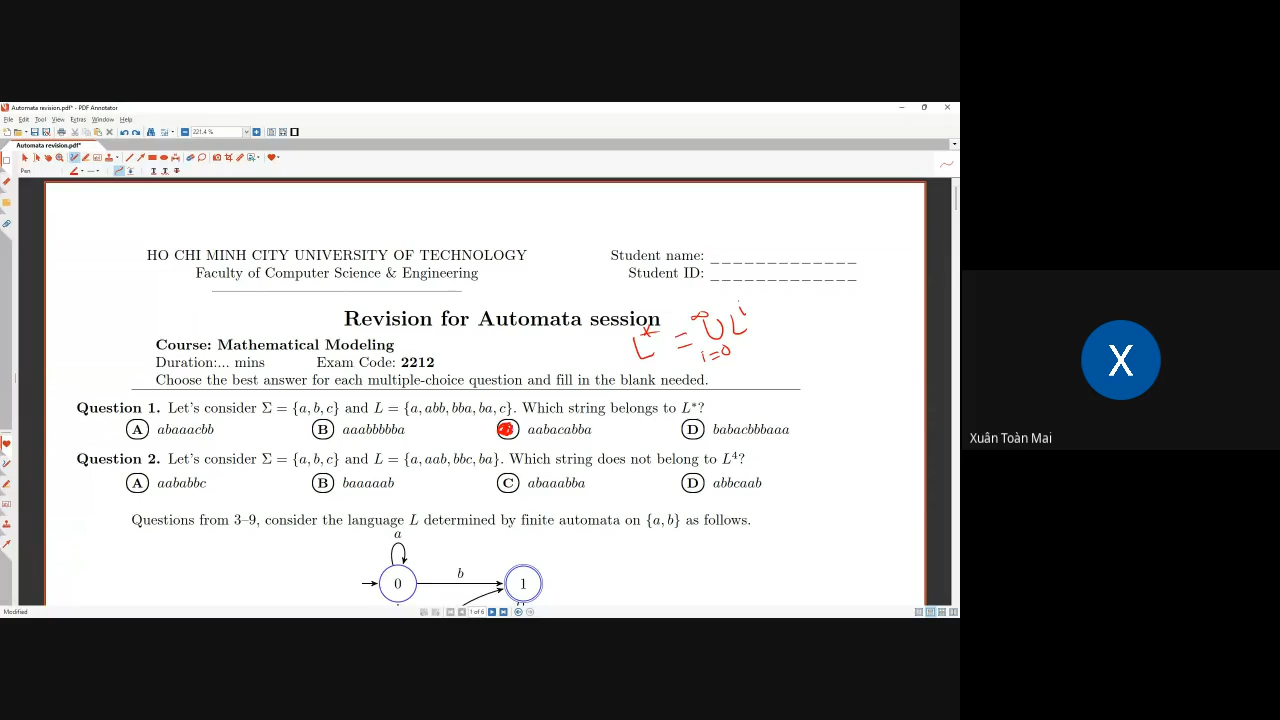 Automata revision.pdf* - PDF Annotator
File Edit Tool View Extras Window Help
221.4 %
Automata revision.pdf*
Pen
HO CHI MINH CITY UNIVERSITY OF TECHNOLOGY
Faculty of Computer Science & Engineering
Student name: _ _ _ _ _ _ _ _ _ _ _ _ _
Student ID: _ _ _ _ _ _ _ _ _ _ _ _ _
Revision for Automata session
L* = ∞ ∪ i=0 Lⁱ
Course: Mathematical Modeling
Duration:... mins Exam Code: 2212
Choose the best answer for each multiple-choice question and fill in the blank needed.
Question 1. Let's consider Σ = {a, b, c} and L = {a, abb, bba, ba, c}. Which string belongs to L*?
A abaaacbb B aaabbbbba aabacabba D babacbbbaaa
Question 2. Let's consider Σ = {a, b, c} and L = {a, aab, bbc, ba}. Which string does not belong to L⁴?
A aababbc B baaaaab C abaaabba D abbcaab
Questions from 3–9, consider the language L determined by finite automata on {a, b} as follows.
a
0 b 1
Modified
1 of 6
X
Xuân Toàn Mai